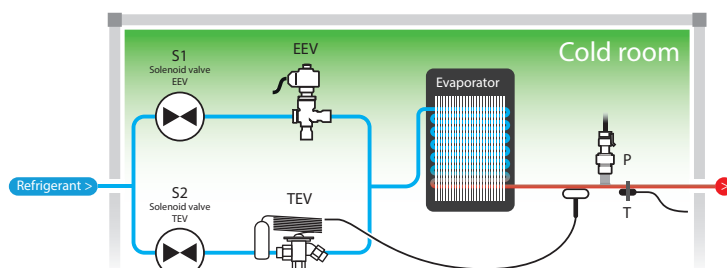 Cold room
S1
Solenoid valve
EEV
EEV
Evaporator
P
Refrigerant >
>
S2
Solenoid valve
TEV
TEV
T